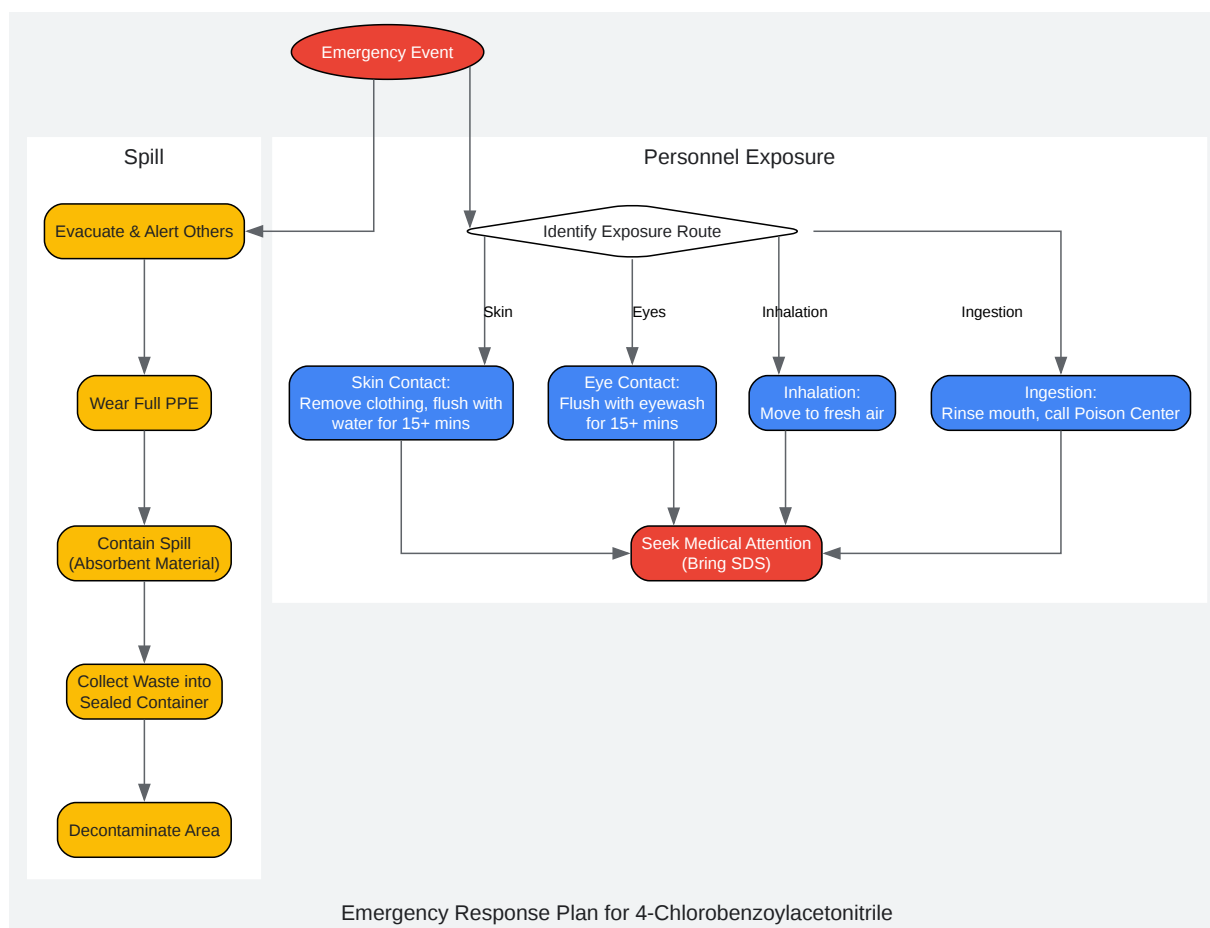 Emergency Event
Spill
Personnel Exposure
Evacuate & Alert Others
Identify Exposure Route
Skin
Eyes
Inhalation
Ingestion
Wear Full PPE
Skin Contact:
Remove clothing, flush with
water for 15+ mins
Eye Contact:
Flush with eyewash
for 15+ mins
Inhalation:
Move to fresh air
Ingestion:
Rinse mouth, call Poison Center
Contain Spill
(Absorbent Material)
Seek Medical Attention
(Bring SDS)
Collect Waste into
Sealed Container
Decontaminate Area
Emergency Response Plan for 4-Chlorobenzoylacetonitrile